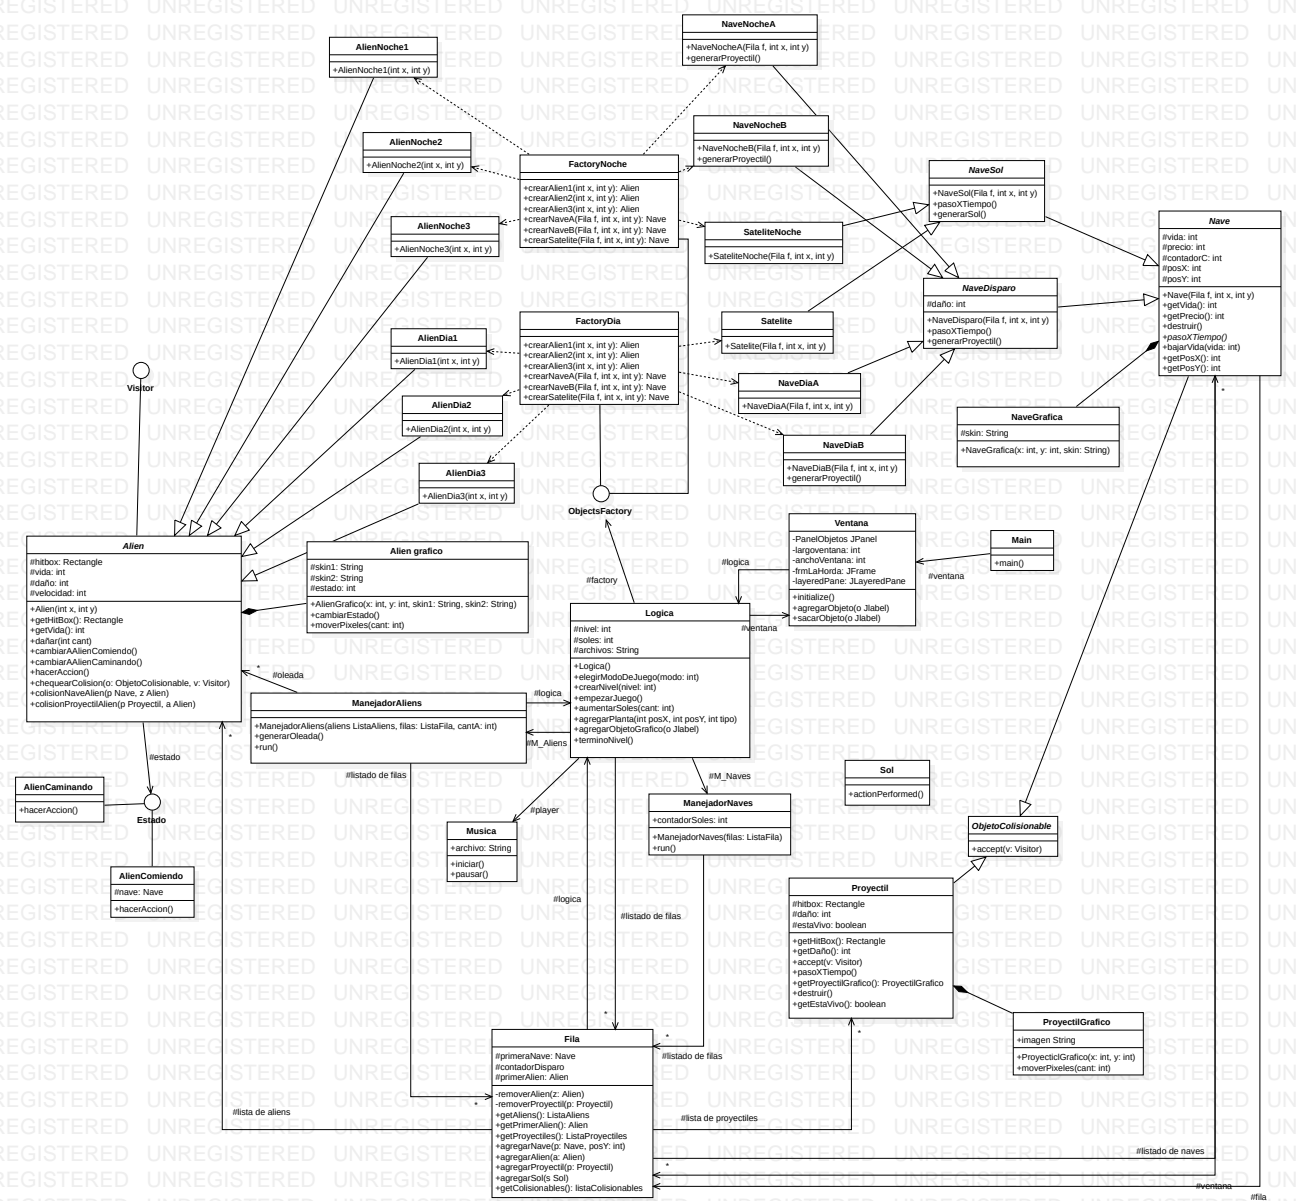 NaveNocheA
+NaveNocheA(Fila f, int x, int y)
+generarProyectil()
AlienNoche1
+AlienNoche1(int x, int y)
NaveNocheB
+NaveNocheB(Fila f, int x, int y)
+generarProyectil()
AlienNoche2
+AlienNoche2(int x, int y)
FactoryNoche
+crearAlien1(int x, int y): Alien
+crearAlien2(int x, int y): Alien
+crearAlien3(int x, int y): Alien
+crearNaveA(Fila f, int x, int y): Nave
+crearNaveB(Fila f, int x, int y): Nave
+crearSatelite(Fila f, int x, int y): Nave
NaveSol
+NaveSol(Fila f, int x, int y)
+pasoXTiempo()
+generarSol()
AlienNoche3
+AlienNoche3(int x, int y)
SateliteNoche
+SateliteNoche(Fila f, int x, int y)
Nave
#vida: int
#precio: int
#contadorC: int
#posX: int
#posY: int
+Nave(Fila f, int x, int y)
+getVida(): int
+getPrecio(): int
+destruir()
+pasoXTiempo()
+bajarVida(vida: int)
+getPosX(): int
+getPosY(): int
*
NaveDisparo
#daño: int
+NaveDisparo(Fila f, int x, int y)
+pasoXTiempo()
+generarProyectil()
FactoryDia
+crearAlien1(int x, int y): Alien
+crearAlien2(int x, int y): Alien
+crearAlien3(int x, int y): Alien
+crearNaveA(Fila f, int x, int y): Nave
+crearNaveB(Fila f, int x, int y): Nave
+crearSatelite(Fila f, int x, int y): Nave
Satelite
+Satelite(Fila f, int x, int y)
AlienDia1
+AlienDia1(int x, int y)
NaveDiaA
+NaveDiaA(Fila f, int x, int y)
Visitor
AlienDia2
+AlienDia2(int x, int y)
NaveGrafica
#skin: String
+NaveGrafica(x: int, y: int, skin: String)
NaveDiaB
+NaveDiaB(Fila f, int x, int y)
+generarProyectil()
AlienDia3
+AlienDia3(int x, int y)
ObjectsFactory
Ventana
-PanelObjetos JPanel
-largoventana: int
-anchoVentana: int
-frmLaHorda: JFrame
-layeredPane: JLayeredPane
+initialize()
+agregarObjeto(o Jlabel)
+sacarObjeto(o Jlabel)
Main
+main()
#ventana
#logica
#factory
#ventana
Alien
#hitbox: Rectangle
#vida: int
#daño: int
#velocidad: int
+Alien(int x, int y)
+getHitBox(): Rectangle
+getVida(): int
+dañar(int cant)
+cambiarAAlienComiendo()
+cambiarAAlienCaminando()
+hacerAccion()
+chequearColision(o: ObjetoColisionable, v: Visitor)
+colisionNaveAlien(p Nave, z Alien)
+colisionProyectilAlien(p Proyectil, a Alien)
Alien grafico
#skin1: String
#skin2: String
#estado: int
+AlienGrafico(x: int, y: int, skin1: String, skin2: String)
+cambiarEstado()
+moverPixeles(cant: int)
Logica
#nivel: int
#soles: int
#archivos: String
+Logica()
+elegirModoDeJuego(modo: int)
+crearNivel(nivel: int)
+empezarJuego()
+aumentarSoles(cant: int)
+agregarPlanta(int posX, int posY, int tipo)
+agregarObjetoGrafico(o Jlabel)
+terminoNivel()
*
#oleada
ManejadorAliens
+ManejadorAliens(aliens ListaAliens, filas: ListaFila, cantA: int)
+generarOleada()
+run()
#logica
#M_Aliens
*
#estado
#listado de filas
#M_Naves
#player
Sol
+actionPerformed()
AlienCaminando
+hacerAccion()
Estado
AlienComiendo
#nave: Nave
+hacerAccion()
Musica
+archivo: String
+iniciar()
+pausar()
ManejadorNaves
+contadorSoles: int
+ManejadorNaves(filas: ListaFila)
+run()
ObjetoColisionable
+accept(v: Visitor)
Proyectil
#hitbox: Rectangle
#daño: int
#estaVivo: boolean
+getHitBox(): Rectangle
+getDaño(): int
+accept(v: Visitor)
+pasoXTiempo()
+getProyectilGrafico(): ProyectilGrafico
+destruir()
+getEstaVivo(): boolean
#logica
#listado de filas
*
*
*
ProyectilGrafico
+imagen String
+ProyecticlGrafico(x: int, y: int)
+moverPixeles(cant: int)
Fila
#primeraNave: Nave
#contadorDisparo
#primerAlien: Alien
-removerAlien(z: Alien)
-removerProyectil(p: Proyectil)
+getAliens(): ListaAliens
+getPrimerAlien(): Alien
+getProyectiles(): ListaProyectiles
+agregarNave(p: Nave, posY: int)
+agregarAlien(a: Alien)
+agregarProyectil(p: Proyectil)
+agregarSol(s Sol)
+getColisionables(): listaColisionables
#listado de filas
*
#lista de aliens
#lista de proyectiles
#listado de naves
*
#ventana
#fila
UNREGISTERED